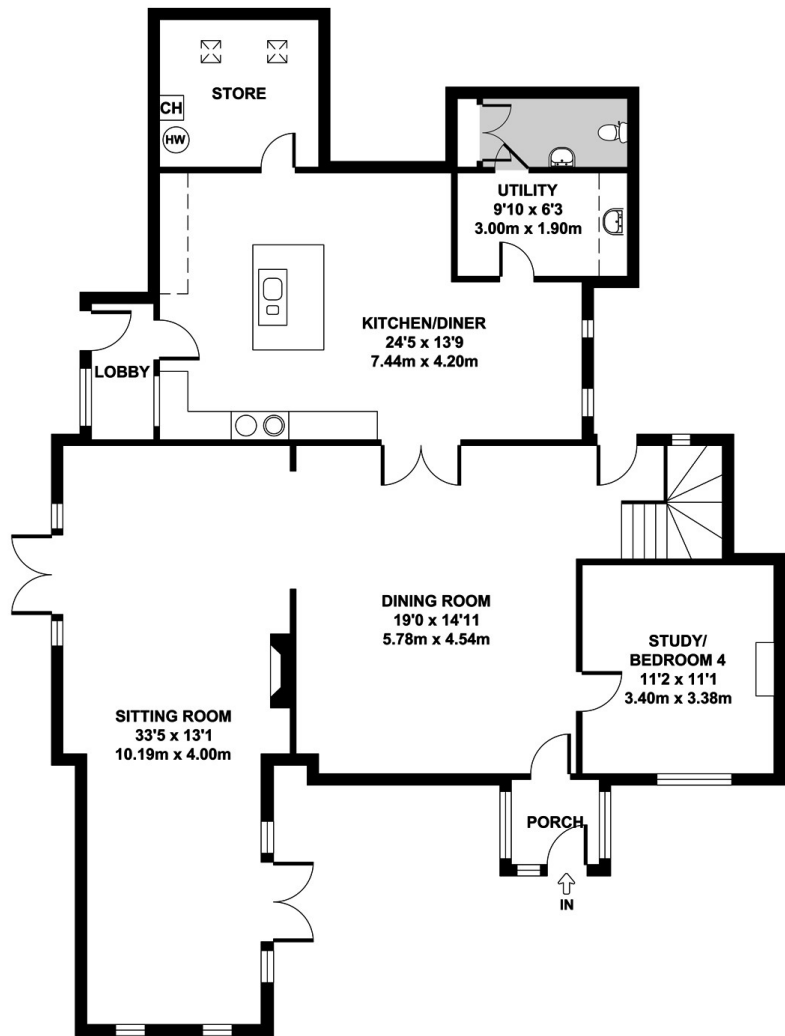 STORE
CH
HW
UTILITY
9'10 x 6'3
3.00m x 1.90m
KITCHEN/DINER
24'5 x 13'9
7.44m x 4.20m
LOBBY
DINING ROOM
19'0 x 14'11
5.78m x 4.54m
STUDY/
BEDROOM 4
11'2 x 11'1
3.40m x 3.38m
SITTING ROOM
33'5 x 13'1
10.19m x 4.00m
PORCH
IN